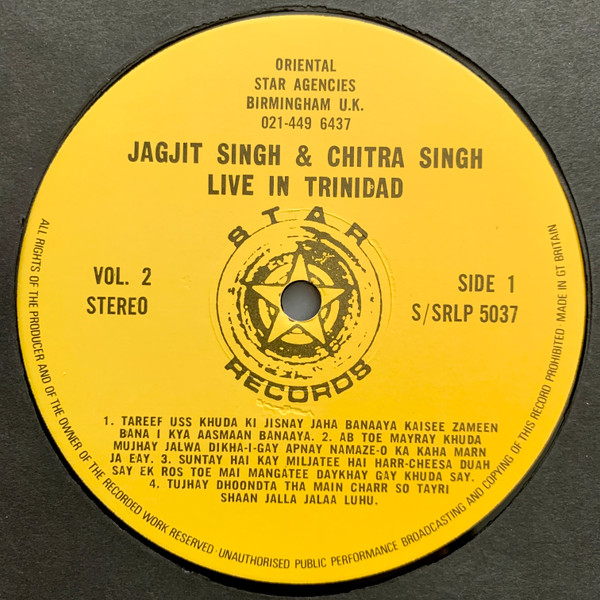 ORIENTAL
STAR AGENCIES
BIRMINGHAM U.K.
021-449 6437
JAGJIT SINGH & CHITRA SINGH
LIVE IN TRINIDAD
STAR
VOL. 2
STEREO
SIDE 1
S/SRLP 5037
RECORDS
1. TAREEF USS KHUDA KI JISNAY JAHA BANAAYA KAISEE ZAMEEN
BANA I KYA AASMAAN BANAAYA. 2. AB TOE MAYRAY KHUDA
MUJHAY JALWA DIKHA-I-GAY APNAY NAMAZE-O KA KAHA MARN
JA EAY. 3. SUNTAY HAI KAY MILJATEE HAI HARR-CHEESA DUAH
SAY EK ROS TOE MAI MANGATEE DAYKHAY GAY KHUDA SAY.
4. TUJHAY DHOONDTA THA MAIN CHARR SO TAYRI
SHAAN JALLA JALAA LUHU.
ALL RIGHTS OF THE PRODUCER AND OF THE OWNER OF THE RECORDED WORK RESERVED · UNAUTHORISED PUBLIC PERFORMANCE BROADCASTING AND COPYING OF THIS RECORD PROHIBITED · MADE IN GT BRITAIN